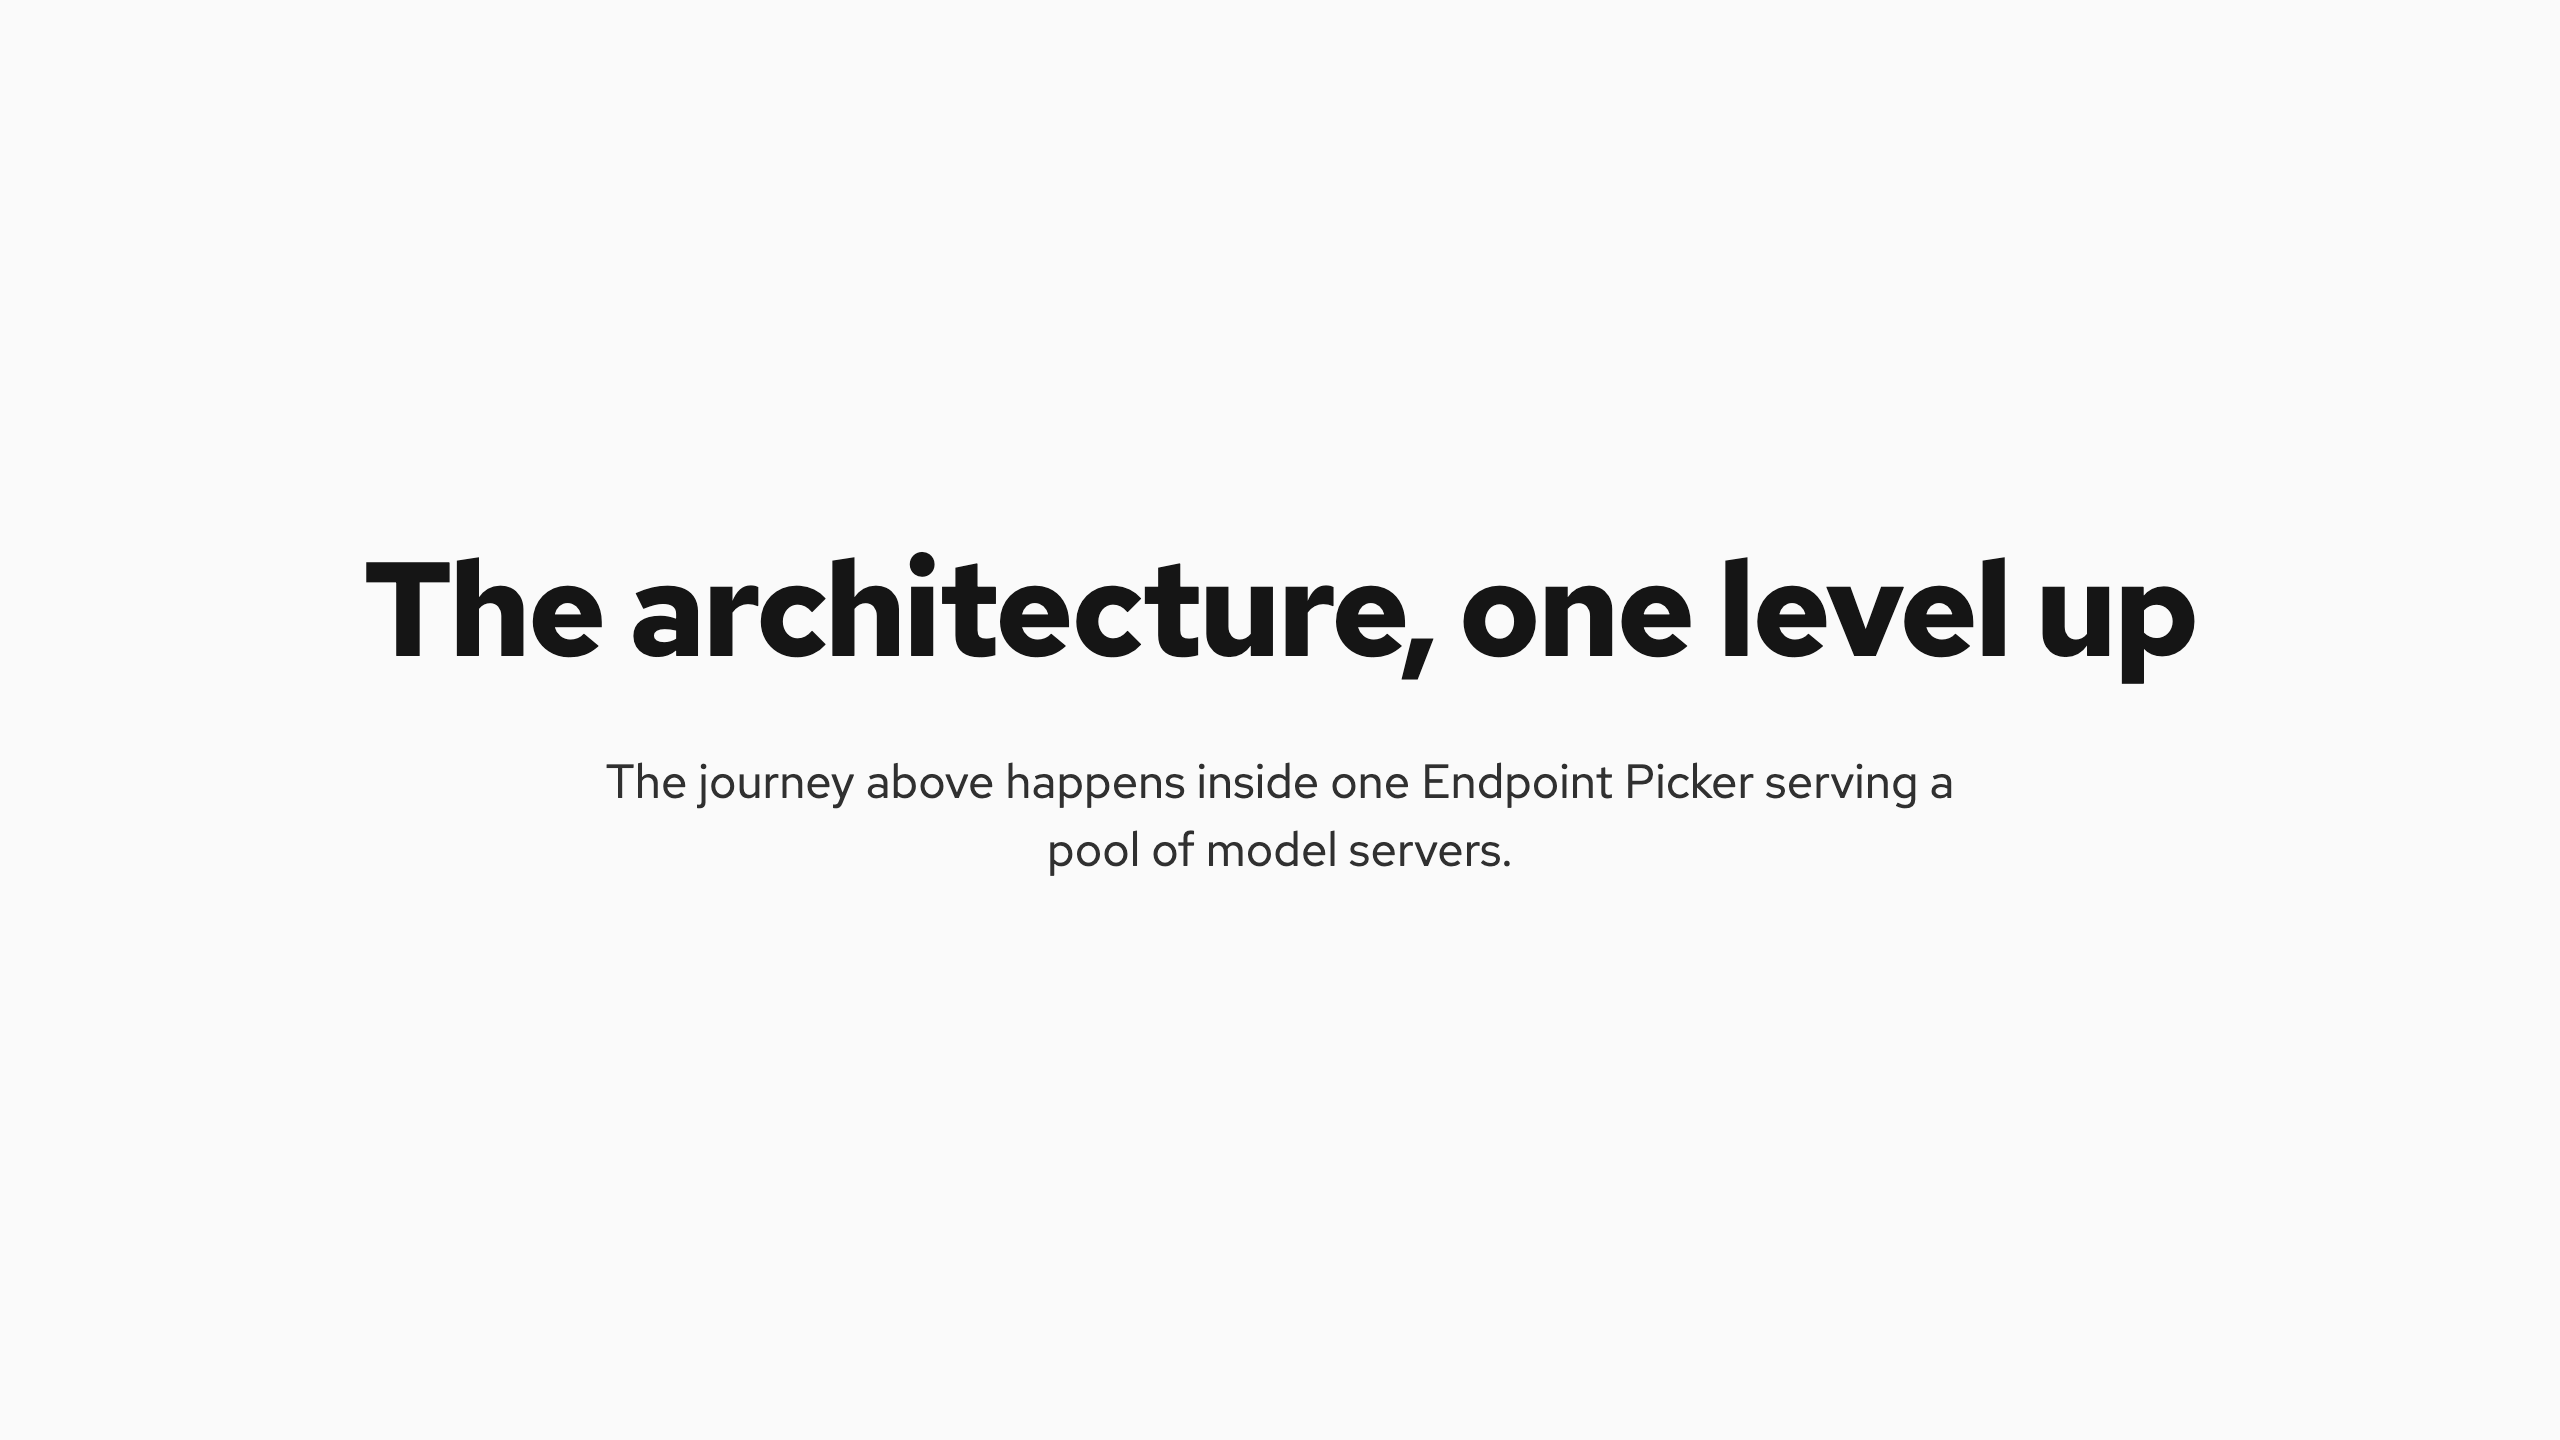 The architecture, one level up
The journey above happens inside one Endpoint Picker serving a
pool of model servers.